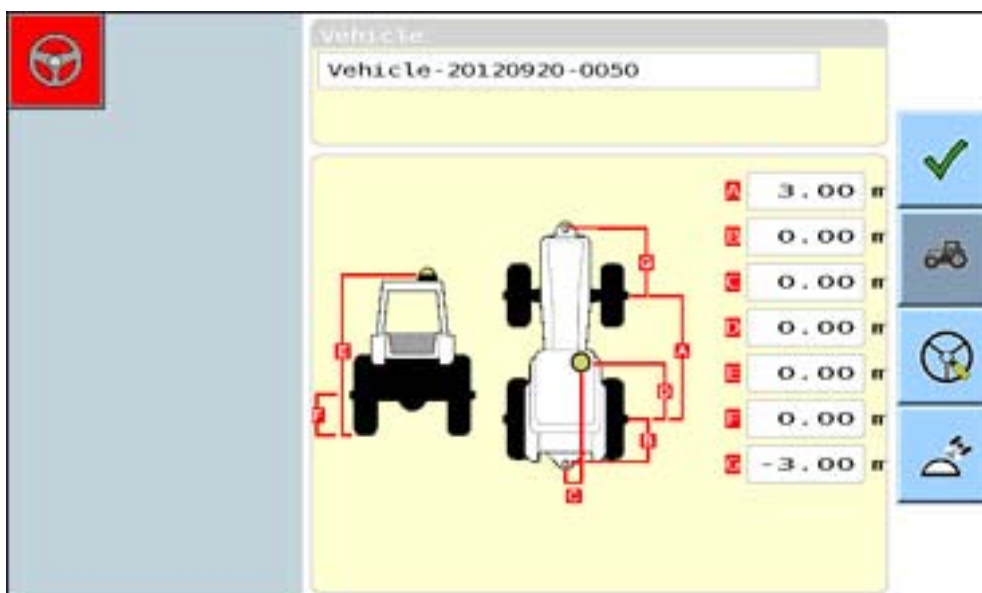 Vehicle
Vehicle-20120920-0050
A 3.00 m
B 0.00 m
C 0.00 m
D 0.00 m
E 0.00 m
F 0.00 m
G -3.00 m
G
E
A
D
F
B
C